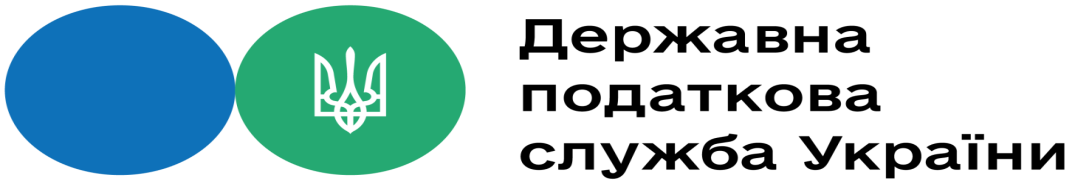 Державна
податкова
служба України